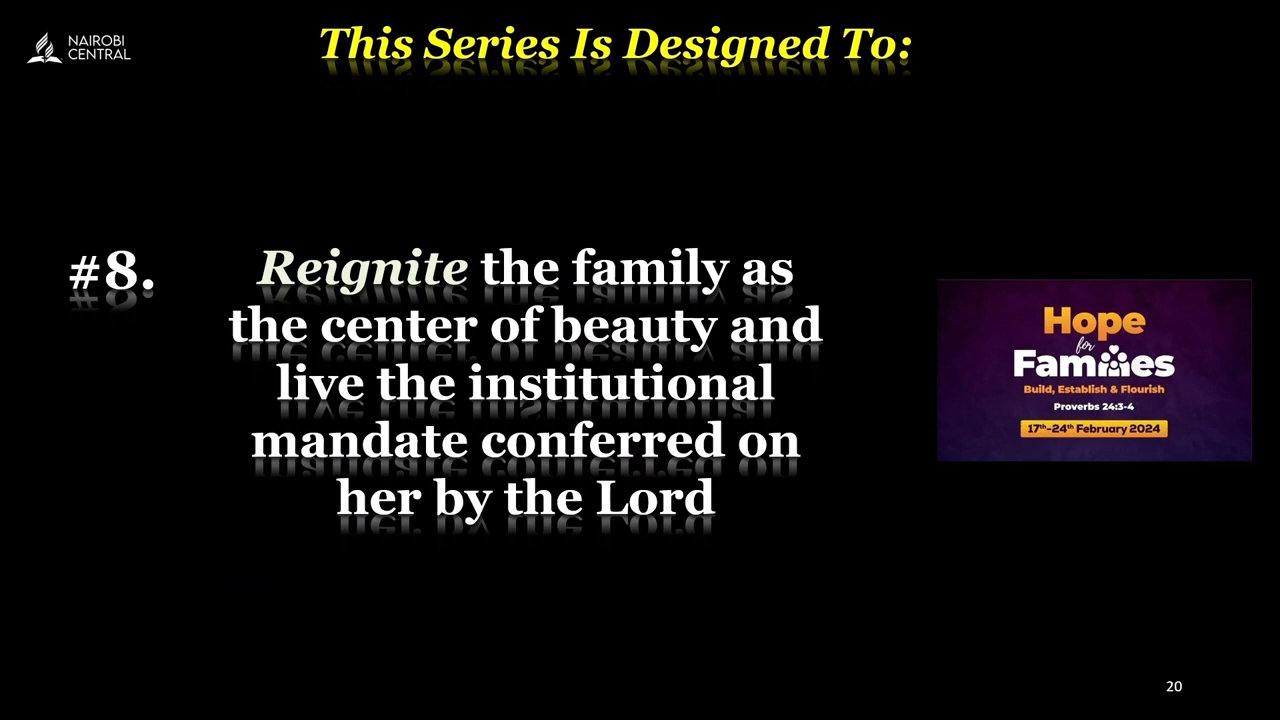 NAIROBI
CENTRAL
This Series Is Designed To:
#8.
Reignite the family as
the center of beauty and
live the institutional
mandate conferred on
her by the Lord
Hope
for
Families
Build, Establish & Flourish
Proverbs 24:3-4
17th-24th February 2024
20